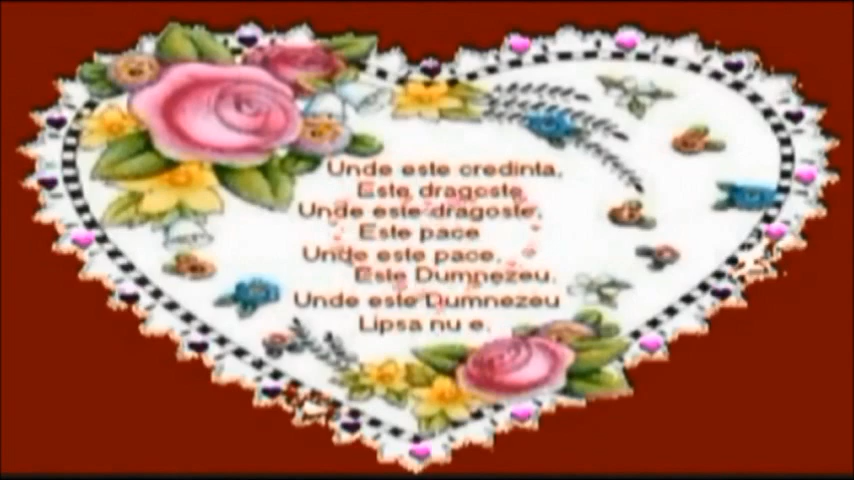 Unde este credinta,
Este dragoste
Unde este dragoste,
Este pace
Unde este pace,
Este Dumnezeu,
Unde este Dumnezeu
Lipsa nu e.